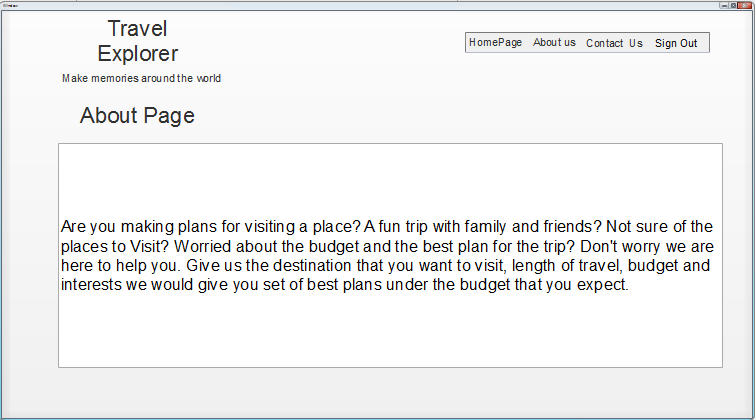 Travel
Explorer
Make memories around the world
HomePage About us Contact Us Sign Out
About Page
Are you making plans for visiting a place? A fun trip with family and friends? Not sure of the
places to Visit? Worried about the budget and the best plan for the trip? Don't worry we are
here to help you. Give us the destination that you want to visit, length of travel, budget and
interests we would give you set of best plans under the budget that you expect.